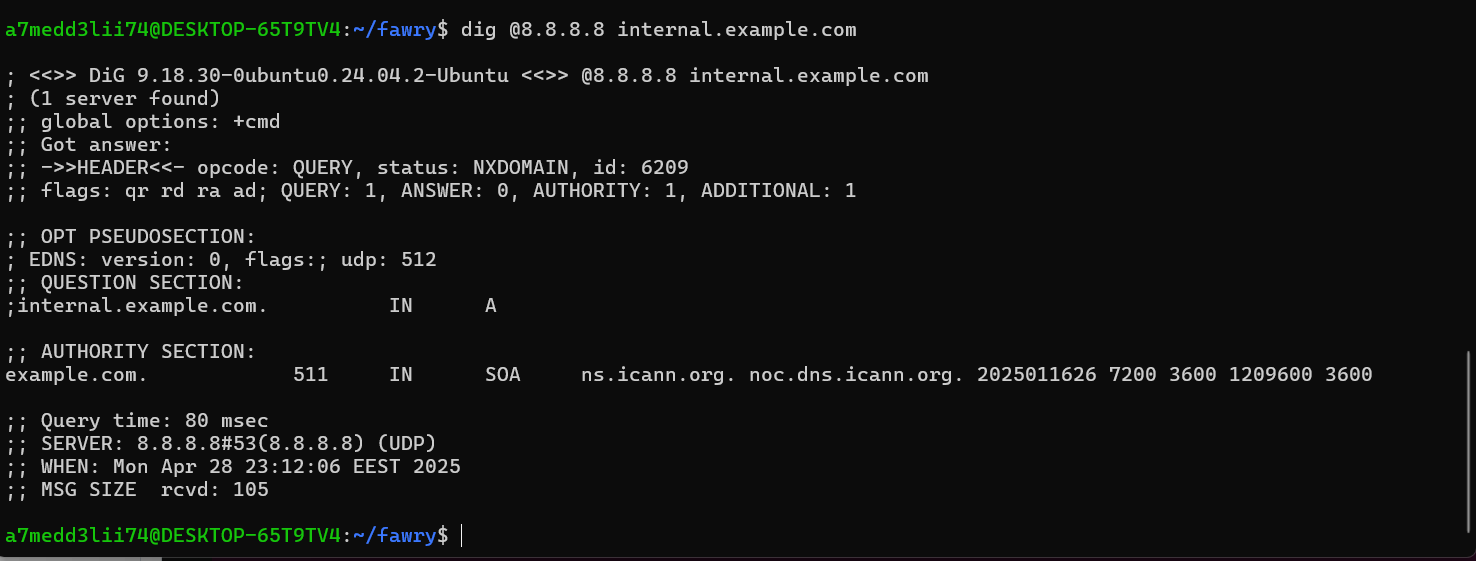 a7medd3lii74@DESKTOP-65T9TV4:~/fawry$ dig @8.8.8.8 internal.example.com
; <<>> DiG 9.18.30-0ubuntu0.24.04.2-Ubuntu <<>> @8.8.8.8 internal.example.com
; (1 server found)
;; global options: +cmd
;; Got answer:
;; ->>HEADER<<- opcode: QUERY, status: NXDOMAIN, id: 6209
;; flags: qr rd ra ad; QUERY: 1, ANSWER: 0, AUTHORITY: 1, ADDITIONAL: 1
;; OPT PSEUDOSECTION:
; EDNS: version: 0, flags:; udp: 512
;; QUESTION SECTION:
;internal.example.com. IN A
;; AUTHORITY SECTION:
example.com. 511 IN SOA ns.icann.org. noc.dns.icann.org. 2025011626 7200 3600 1209600 3600
;; Query time: 80 msec
;; SERVER: 8.8.8.8#53(8.8.8.8) (UDP)
;; WHEN: Mon Apr 28 23:12:06 EEST 2025
;; MSG SIZE rcvd: 105
a7medd3lii74@DESKTOP-65T9TV4:~/fawry$